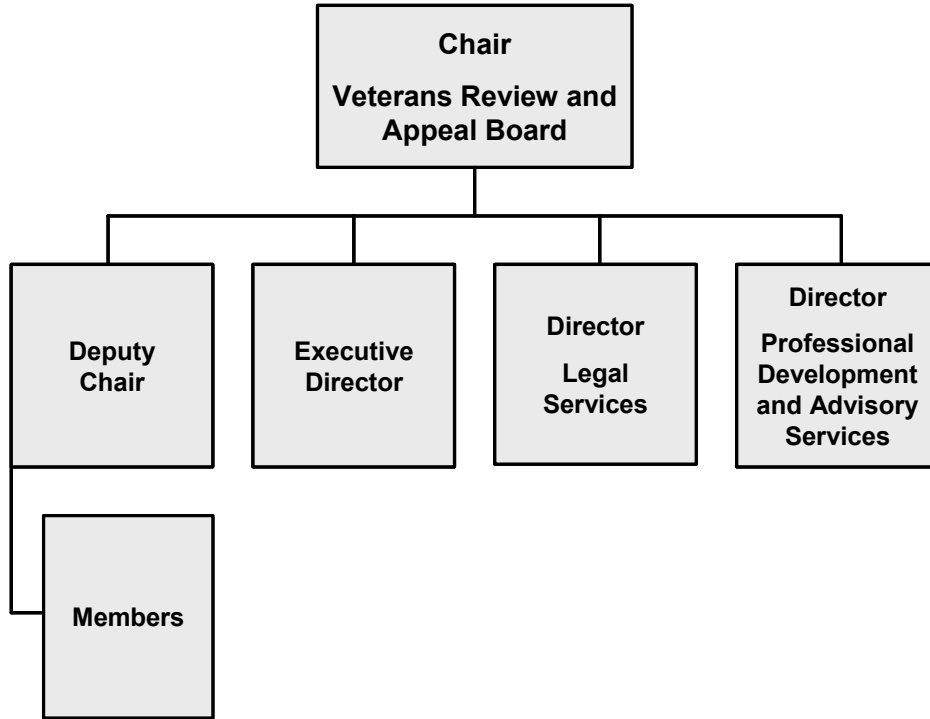 Chair
Veterans Review and
Appeal Board
Deputy
Chair
Executive
Director
Director
Legal
Services
Director
Professional
Development
and Advisory
Services
Members